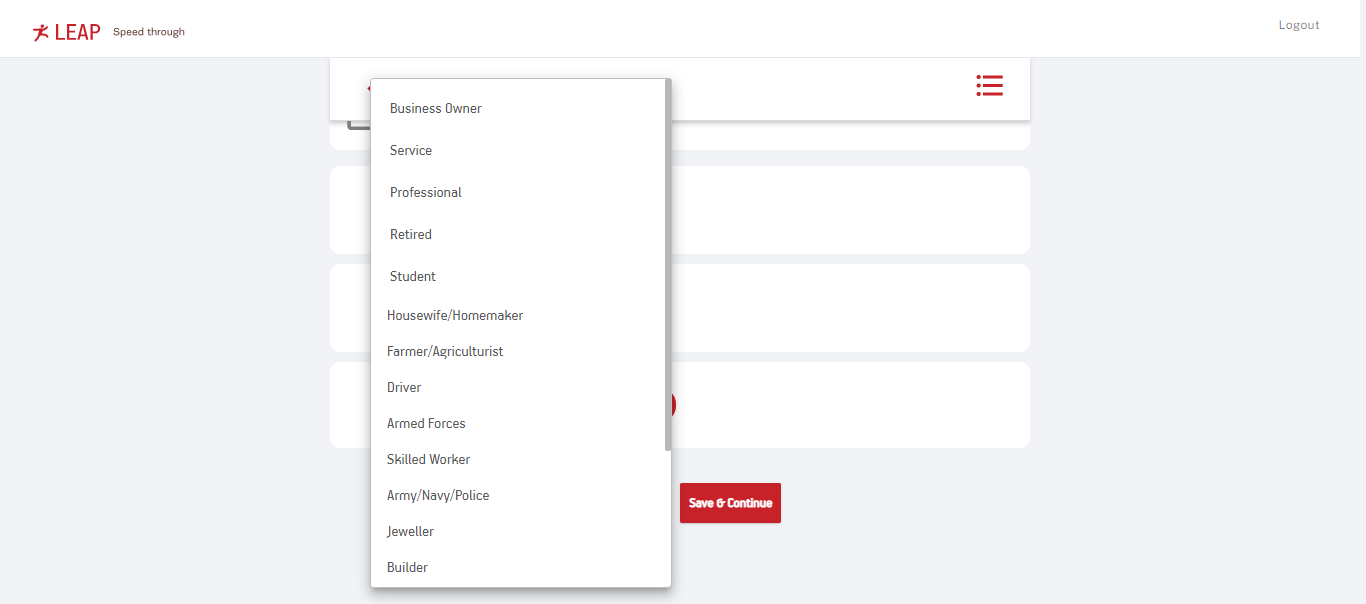 LEAP Speed through
Logout
Business Owner
Service
Professional
Retired
Student
Housewife/Homemaker
Farmer/Agriculturist
Driver
Armed Forces
Skilled Worker
Army/Navy/Police
Save & Continue
Jeweller
Builder